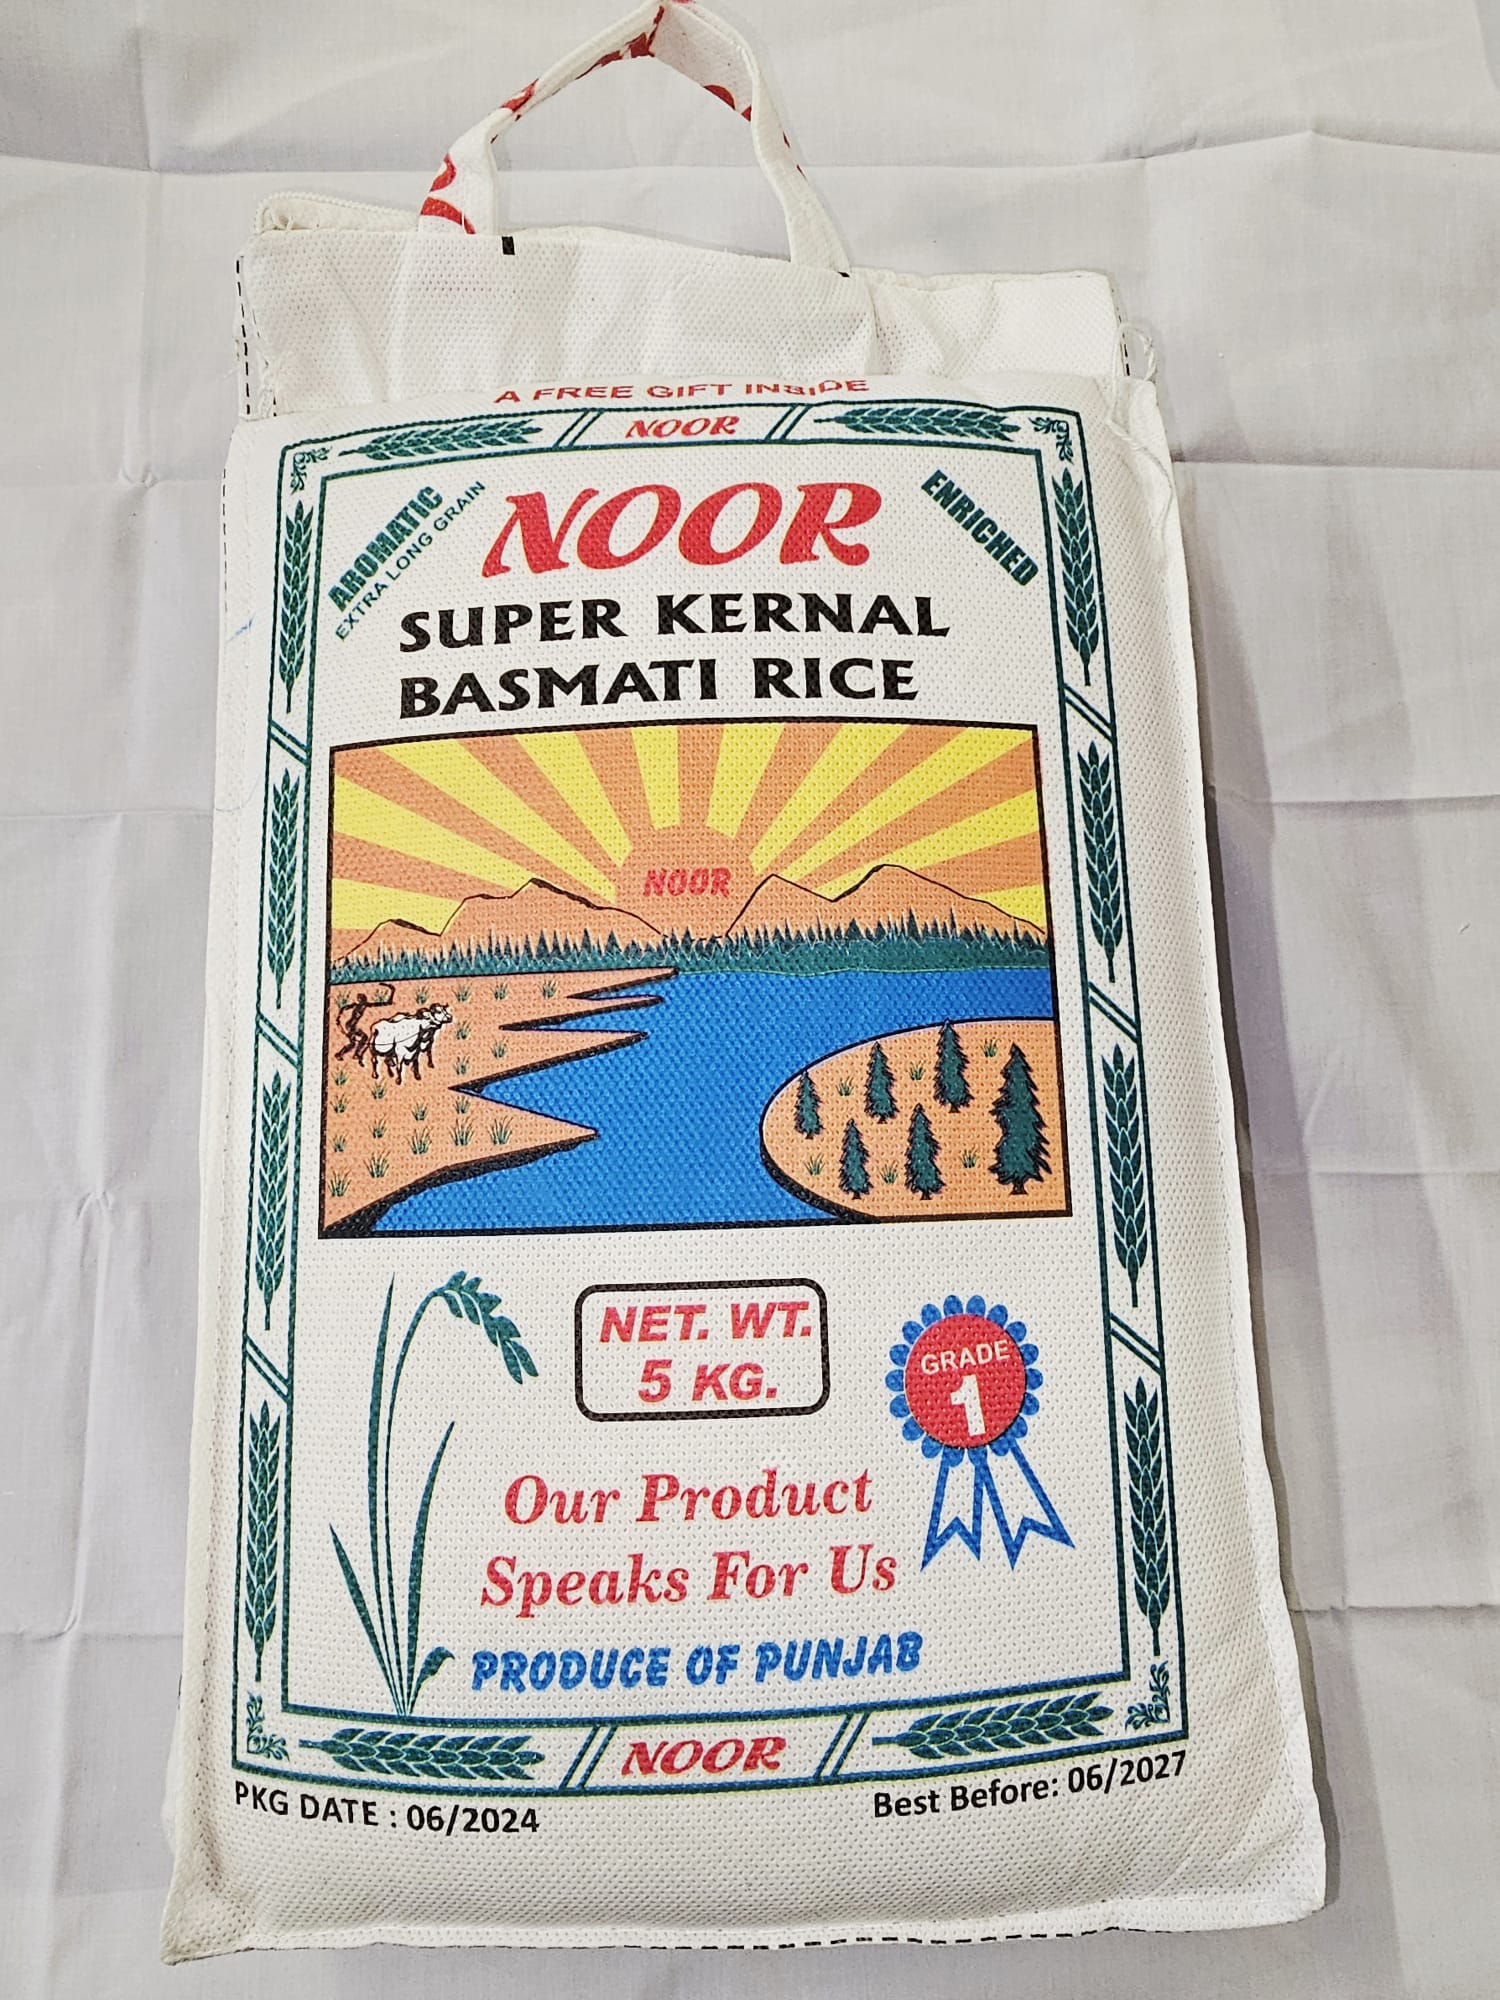 A FREE GIFT INSIDE
NOOR
AROMATIC
EXTRA LONG GRAIN
NOOR
ENRICHED
SUPER KERNAL
BASMATI RICE
NOOR
NET. WT.
5 KG.
GRADE
1
Our Product
Speaks For Us
PRODUCE OF PUNJAB
NOOR
PKG DATE : 06/2024
Best Before: 06/2027